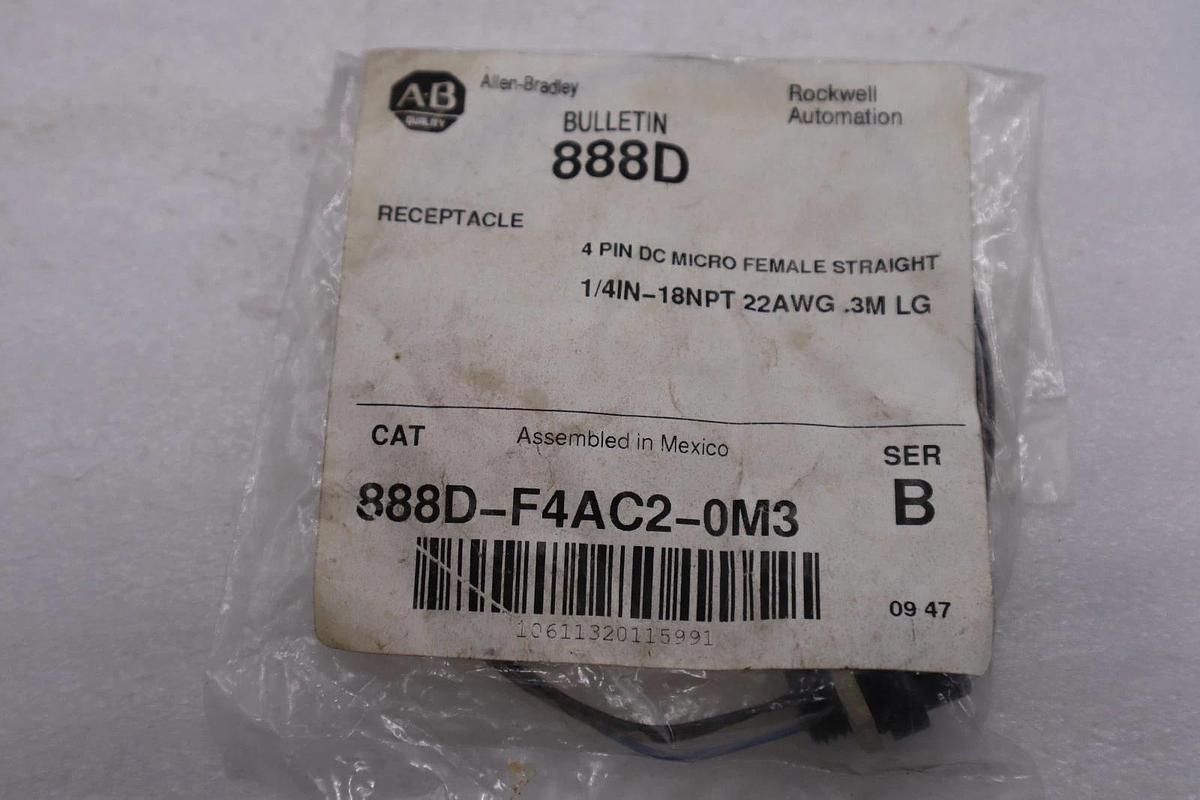 A·B
QUALITY
Allen-Bradley
Rockwell
Automation
BULLETIN
888D
RECEPTACLE
4 PIN DC MICRO FEMALE STRAIGHT
1/4IN-18NPT 22AWG .3M LG
CAT
Assembled in Mexico
SER
888D-F4AC2-0M3
B
09 47
10611320115991